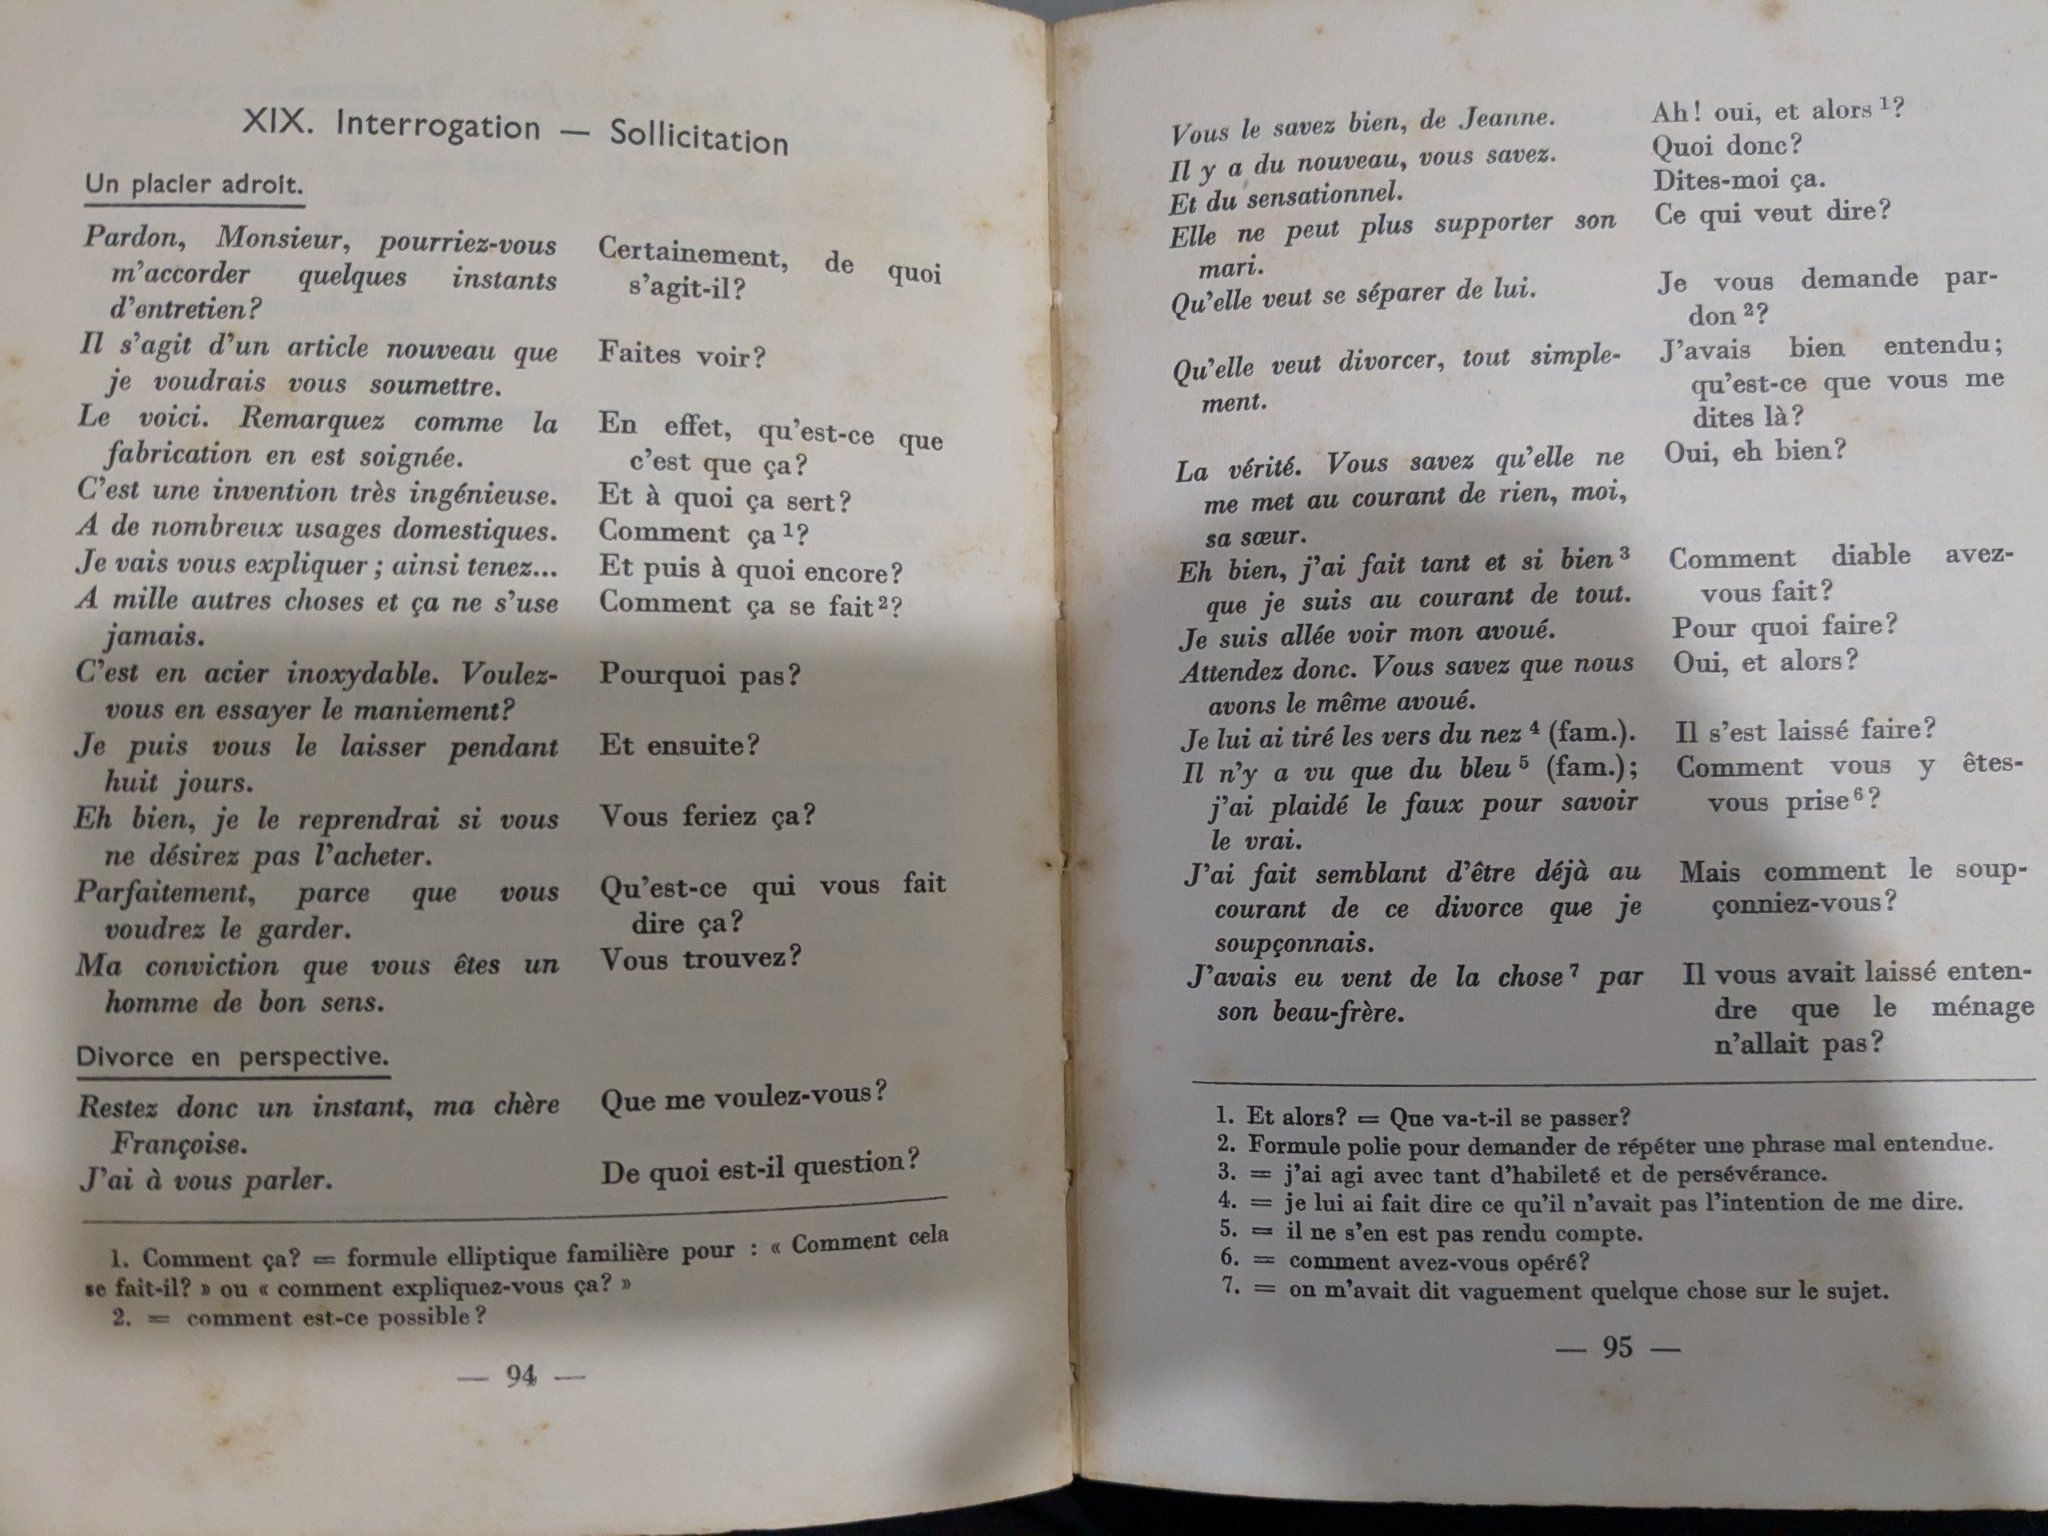 XIX. Interrogation — Sollicitation
Un placier adroit.
Pardon, Monsieur, pourriez-vous
m'accorder quelques instants
d'entretien?
Certainement, de quoi
s'agit-il?
Il s'agit d'un article nouveau que
je voudrais vous soumettre.
Faites voir?
Le voici. Remarquez comme la
fabrication en est soignée.
En effet, qu'est-ce que
c'est que ça?
C'est une invention très ingénieuse.
Et à quoi ça sert?
A de nombreux usages domestiques.
Comment ça ¹?
Je vais vous expliquer ; ainsi tenez...
Et puis à quoi encore?
A mille autres choses et ça ne s'use
jamais.
Comment ça se fait ²?
C'est en acier inoxydable. Voulez-
vous en essayer le maniement?
Pourquoi pas?
Je puis vous le laisser pendant
huit jours.
Et ensuite?
Eh bien, je le reprendrai si vous
ne désirez pas l'acheter.
Vous feriez ça?
Parfaitement, parce que vous
voudrez le garder.
Qu'est-ce qui vous fait
dire ça?
Ma conviction que vous êtes un
homme de bon sens.
Vous trouvez?
Divorce en perspective.
Restez donc un instant, ma chère
Françoise.
Que me voulez-vous?
J'ai à vous parler.
De quoi est-il question?
1. Comment ça? = formule elliptique familière pour : « Comment cela
se fait-il? » ou « comment expliquez-vous ça? »
2. = comment est-ce possible?
— 94 —
Vous le savez bien, de Jeanne.
Ah! oui, et alors ¹?
Il y a du nouveau, vous savez.
Quoi donc?
Et du sensationnel.
Dites-moi ça.
Elle ne peut plus supporter son
mari.
Ce qui veut dire?
Qu'elle veut se séparer de lui.
Je vous demande par-
don ²?
Qu'elle veut divorcer, tout simple-
ment.
J'avais bien entendu;
qu'est-ce que vous me
dites là?
La vérité. Vous savez qu'elle ne
me met au courant de rien, moi,
sa sœur.
Oui, eh bien?
Eh bien, j'ai fait tant et si bien ³
que je suis au courant de tout.
Comment diable avez-
vous fait?
Je suis allée voir mon avoué.
Pour quoi faire?
Attendez donc. Vous savez que nous
avons le même avoué.
Oui, et alors?
Je lui ai tiré les vers du nez ⁴ (fam.).
Il s'est laissé faire?
Il n'y a vu que du bleu ⁵ (fam.);
j'ai plaidé le faux pour savoir
le vrai.
Comment vous y êtes-
vous prise ⁶?
J'ai fait semblant d'être déjà au
courant de ce divorce que je
soupçonnais.
Mais comment le soup-
çonniez-vous?
J'avais eu vent de la chose ⁷ par
son beau-frère.
Il vous avait laissé enten-
dre que le ménage
n'allait pas?
1. Et alors? = Que va-t-il se passer?
2. Formule polie pour demander de répéter une phrase mal entendue.
3. = j'ai agi avec tant d'habileté et de persévérance.
4. = je lui ai fait dire ce qu'il n'avait pas l'intention de me dire.
5. = il ne s'en est pas rendu compte.
6. = comment avez-vous opéré?
7. = on m'avait dit vaguement quelque chose sur le sujet.
— 95 —